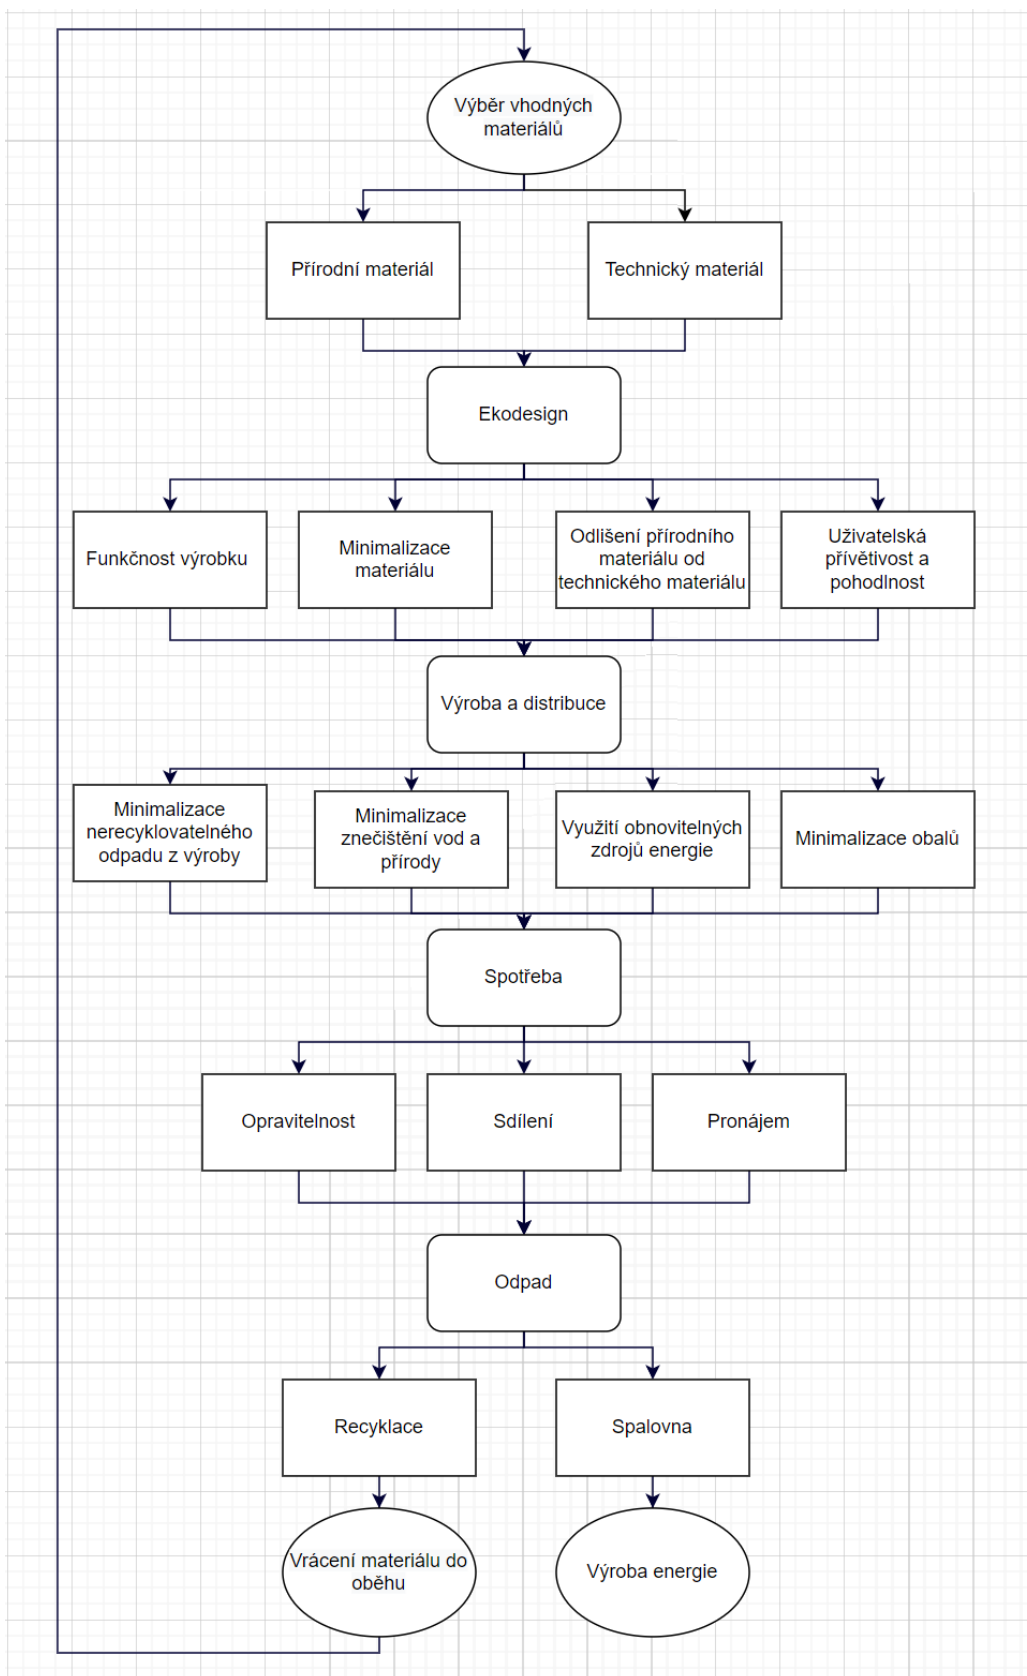 Výběr vhodných
materiálů
Přírodní materiál
Technický materiál
Ekodesign
Funkčnost výrobku
Minimalizace
materiálu
Odlišení přírodního
materiálu od
technického materiálu
Uživatelská
přívětivost a
pohodlnost
Výroba a distribuce
Minimalizace
nerecyklovatelného
odpadu z výroby
Minimalizace
znečištění vod a
přírody
Využití obnovitelných
zdrojů energie
Minimalizace obalů
Spotřeba
Opravitelnost
Sdílení
Pronájem
Odpad
Recyklace
Spalovna
Vrácení materiálu do
oběhu
Výroba energie